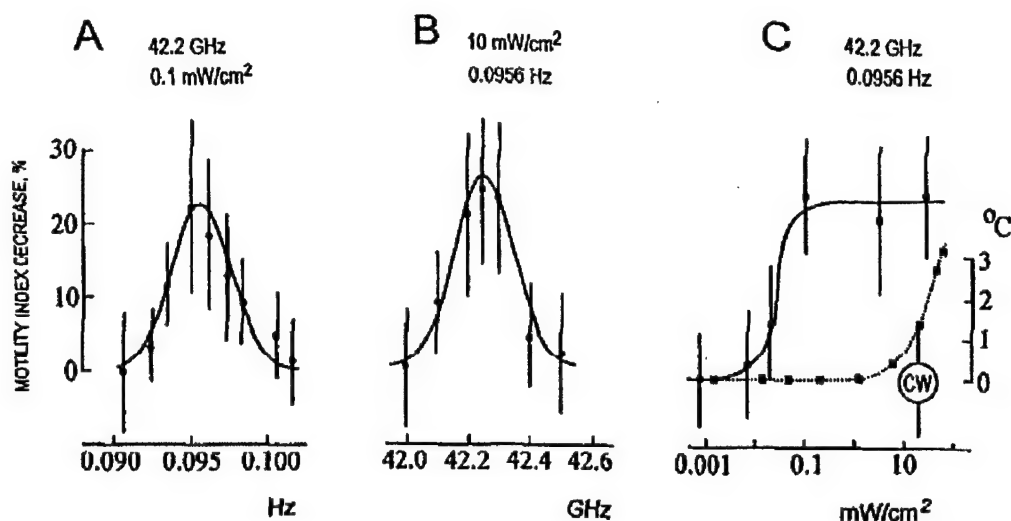 A
42.2 GHz
0.1 mW/cm²
B
10 mW/cm²
0.0956 Hz
C
42.2 GHz
0.0956 Hz
MOTILITY INDEX DECREASE, %
30
20
10
0
0.090 0.095 0.100
Hz
42.0 42.2 42.4 42.6
GHz
°C
3
2
1
0
CW
0.001 0.1 10
mW/cm²